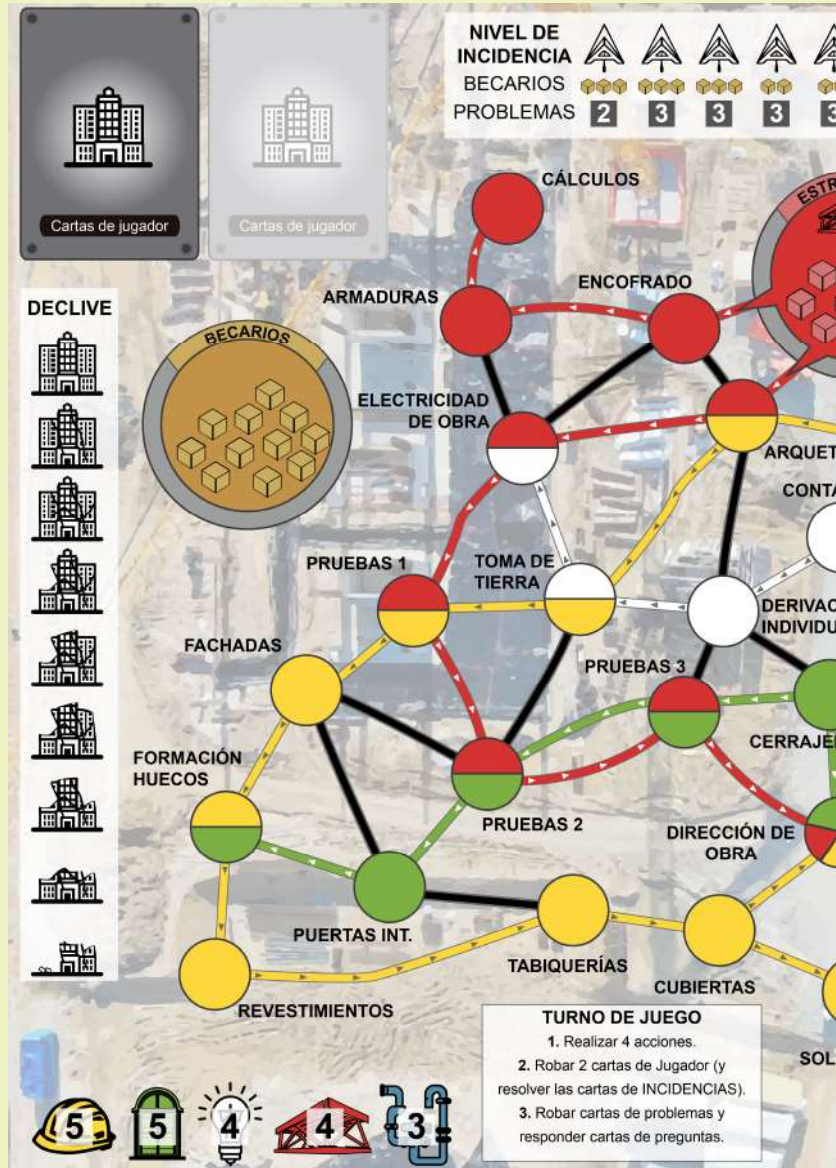 Cartas de jugador
Cartas de jugador
NIVEL DE
INCIDENCIA
BECARIOS
PROBLEMAS 2 3 3 3 3
CÁLCULOS
ARMADURAS
ENCOFRADO
DECLIVE
BECARIOS
ELECTRICIDAD
DE OBRA
PRUEBAS 1
TOMA DE
TIERRA
FACHADAS
PRUEBAS 3
FORMACIÓN
HUECOS
PRUEBAS 2
DIRECCIÓN DE
OBRA
PUERTAS INT.
TABIQUERÍAS
CUBIERTAS
REVESTIMIENTOS
TURNO DE JUEGO
1. Realizar 4 acciones.
2. Robar 2 cartas de Jugador (y
resolver las cartas de INCIDENCIAS).
3. Robar cartas de problemas y
responder cartas de preguntas.
5 5 4 4 3